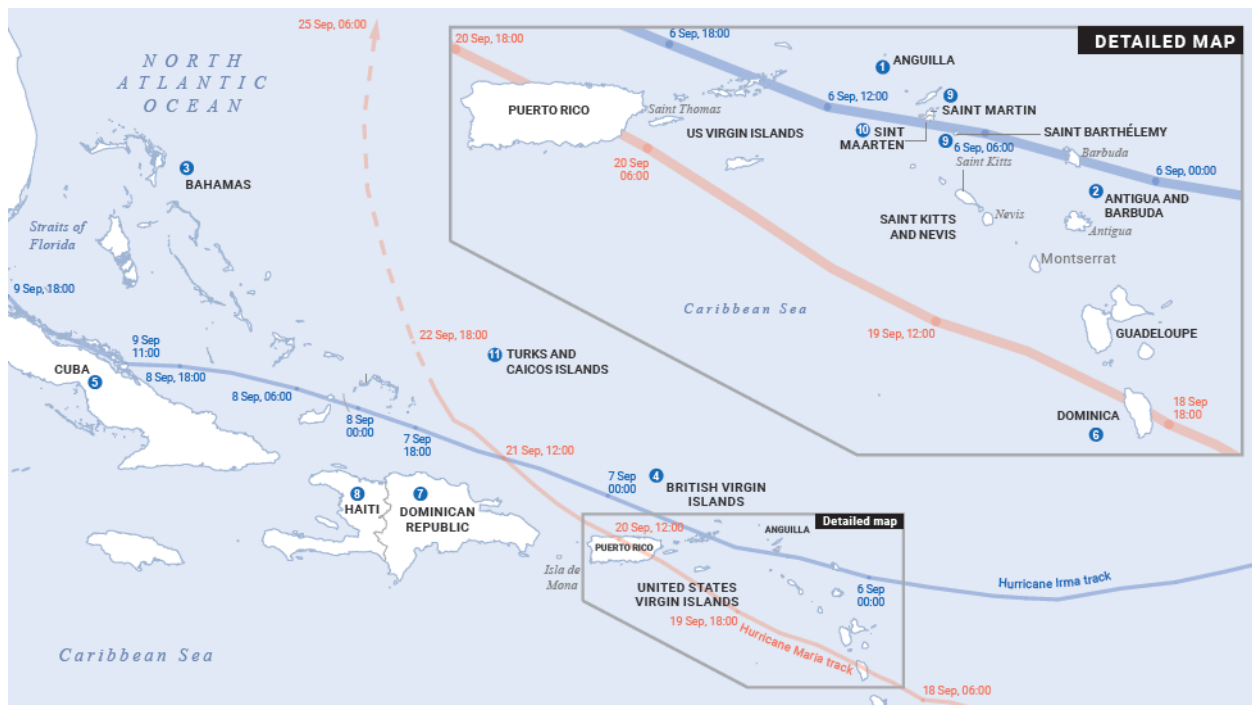 25 Sep, 06:00
NORTH
ATLANTIC
OCEAN
3
BAHAMAS
Straits of
Florida
9 Sep, 18:00
9 Sep
11:00
CUBA
5
8 Sep, 18:00
8 Sep, 06:00
8 Sep
00:00
7 Sep
18:00
22 Sep, 18:00
11
TURKS AND
CAICOS ISLANDS
21 Sep, 12:00
7 Sep
00:00
4
BRITISH VIRGIN
ISLANDS
8
HAITI
7
DOMINICAN
REPUBLIC
Isla de
Mona
20 Sep, 12:00
PUERTO RICO
ANGUILLA
Detailed map
UNITED STATES
VIRGIN ISLANDS
19 Sep, 18:00
Hurricane Maria track
6 Sep
00:00
Hurricane Irma track
18 Sep, 06:00
Caribbean Sea
DETAILED MAP
20 Sep, 18:00
6 Sep, 18:00
1
ANGUILLA
PUERTO RICO
Saint Thomas
US VIRGIN ISLANDS
6 Sep, 12:00
9
SAINT MARTIN
10
SINT
MAARTEN
9
SAINT BARTHÉLEMY
6 Sep, 06:00
Saint Kitts
Barbuda
6 Sep, 00:00
20 Sep
06:00
2
ANTIGUA AND
BARBUDA
Antigua
SAINT KITTS
AND NEVIS
Nevis
Montserrat
Caribbean Sea
19 Sep, 12:00
GUADELOUPE
DOMINICA
6
18 Sep
18:00